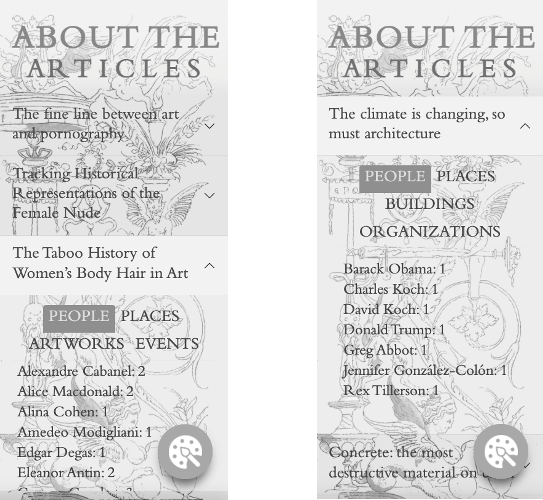 ABOUT THE
ARTICLES
The fine line between art
and pornography
Tracking Historical
Representations of the
Female Nude
The Taboo History of
Women's Body Hair in Art
PEOPLE PLACES
ARTWORKS EVENTS
Alexandre Cabanel: 2
Alice Macdonald: 2
Alina Cohen: 1
Amedeo Modigliani: 1
Edgar Degas: 1
Eleanor Antin: 2
ABOUT THE
ARTICLES
The climate is changing, so
must architecture
PEOPLE PLACES
BUILDINGS
ORGANIZATIONS
Barack Obama: 1
Charles Koch: 1
David Koch: 1
Donald Trump: 1
Greg Abbot: 1
Jennifer González-Colón: 1
Rex Tillerson: 1
Concrete: the most
destructive material on